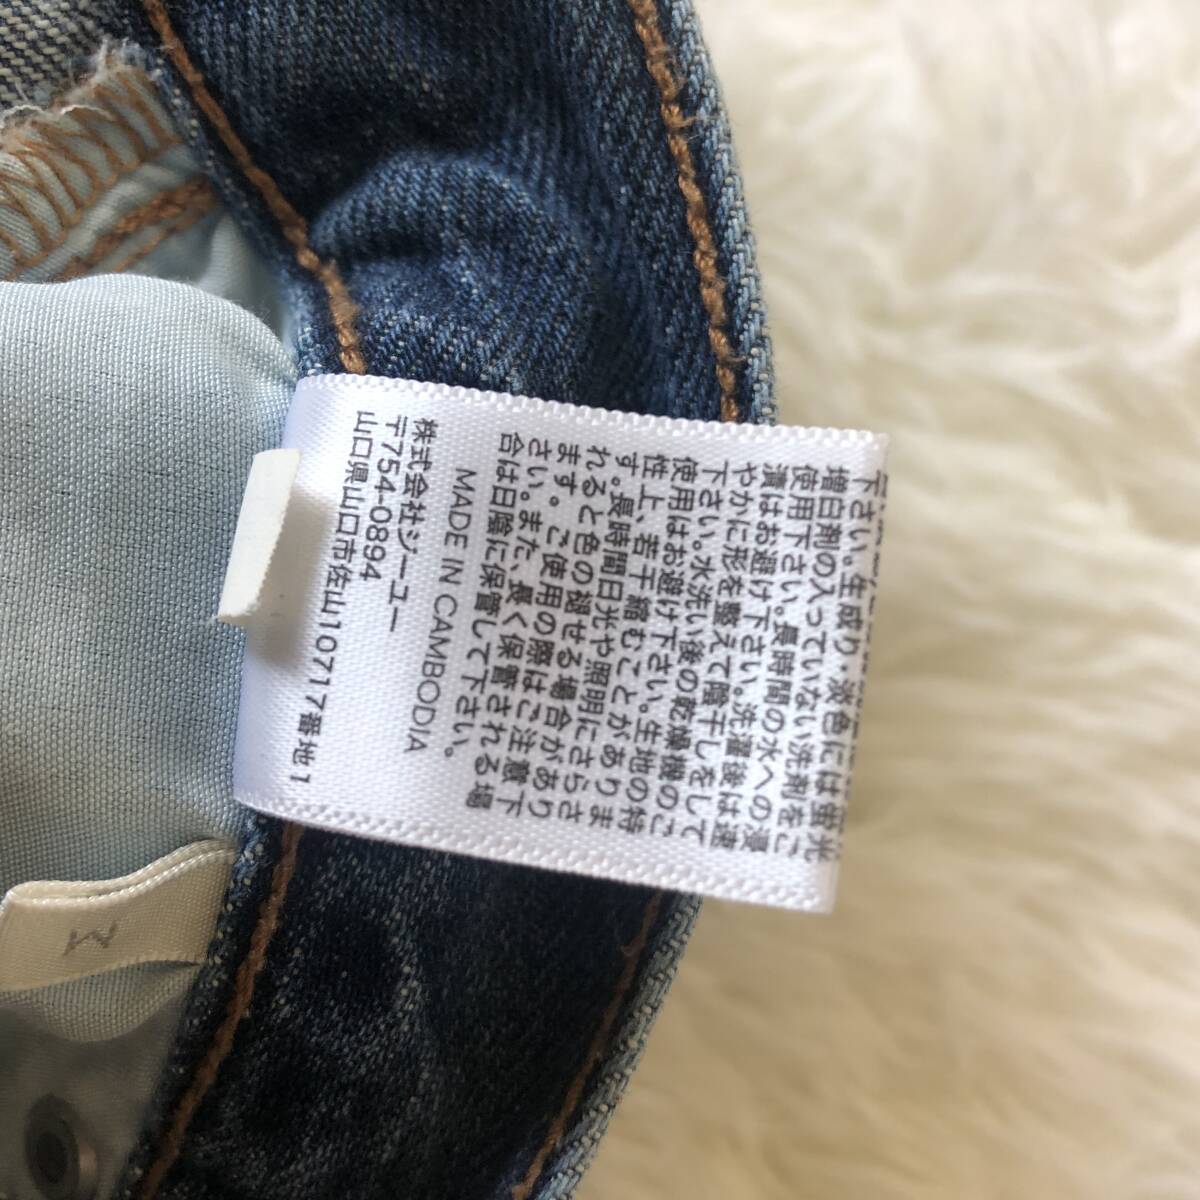 下さい。生成り・淡色には蛍光
増白剤の入っていない洗剤をご
使用下さい。長時間の水への浸
漬はお避け下さい。洗濯後は速
やかに形を整えて陰干しをして
下さい。水洗い後の乾燥機のご
使用はお避け下さい。生地の特
性上、若干縮むことがありま
す。長時間日光や照明にさらさ
れると色の退せる場合があり
ます。ご使用の際はご注意下
さい。また、長く保管される場
合は日陰に保管して下さい。
MADE IN CAMBODIA
株式会社ジーユー
〒754-0894
山口県山口市佐山10717番地1
M